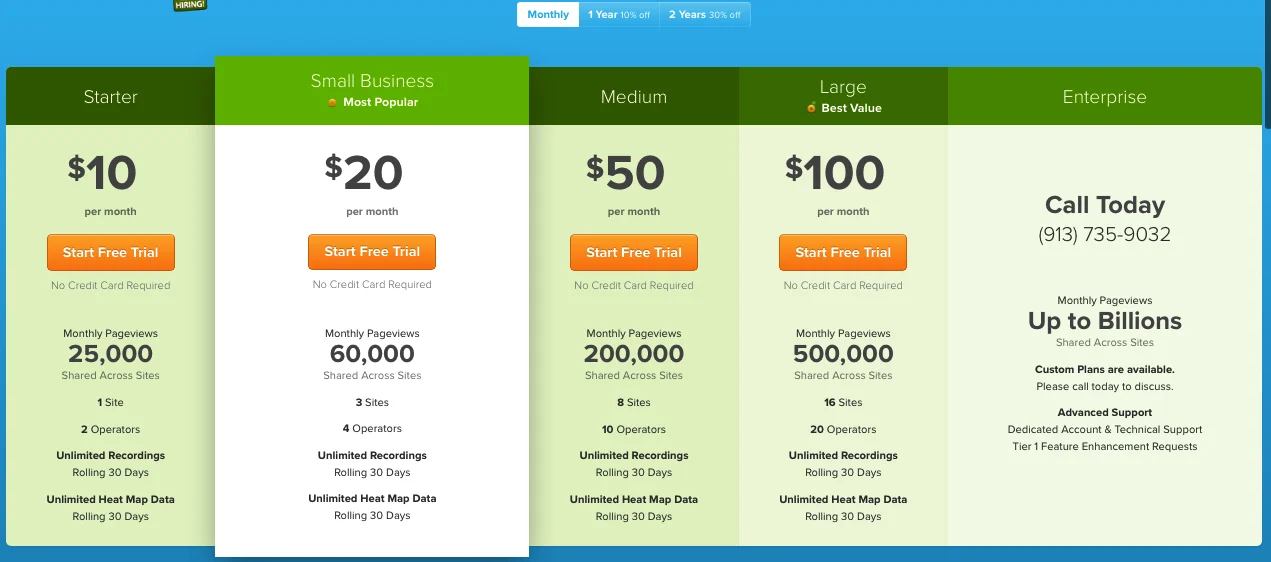 HIRING!
Monthly
1 Year 10% off
2 Years 30% off
Starter
$10
per month
Start Free Trial
No Credit Card Required
Monthly Pageviews
25,000
Shared Across Sites
1 Site
2 Operators
Unlimited Recordings
Rolling 30 Days
Unlimited Heat Map Data
Rolling 30 Days
Small Business
Most Popular
$20
per month
Start Free Trial
No Credit Card Required
Monthly Pageviews
60,000
Shared Across Sites
3 Sites
4 Operators
Unlimited Recordings
Rolling 30 Days
Unlimited Heat Map Data
Rolling 30 Days
Medium
$50
per month
Start Free Trial
No Credit Card Required
Monthly Pageviews
200,000
Shared Across Sites
8 Sites
10 Operators
Unlimited Recordings
Rolling 30 Days
Unlimited Heat Map Data
Rolling 30 Days
Large
Best Value
$100
per month
Start Free Trial
No Credit Card Required
Monthly Pageviews
500,000
Shared Across Sites
16 Sites
20 Operators
Unlimited Recordings
Rolling 30 Days
Unlimited Heat Map Data
Rolling 30 Days
Enterprise
Call Today
(913) 735-9032
Monthly Pageviews
Up to Billions
Shared Across Sites
Custom Plans are available.
Please call today to discuss.
Advanced Support
Dedicated Account & Technical Support
Tier 1 Feature Enhancement Requests